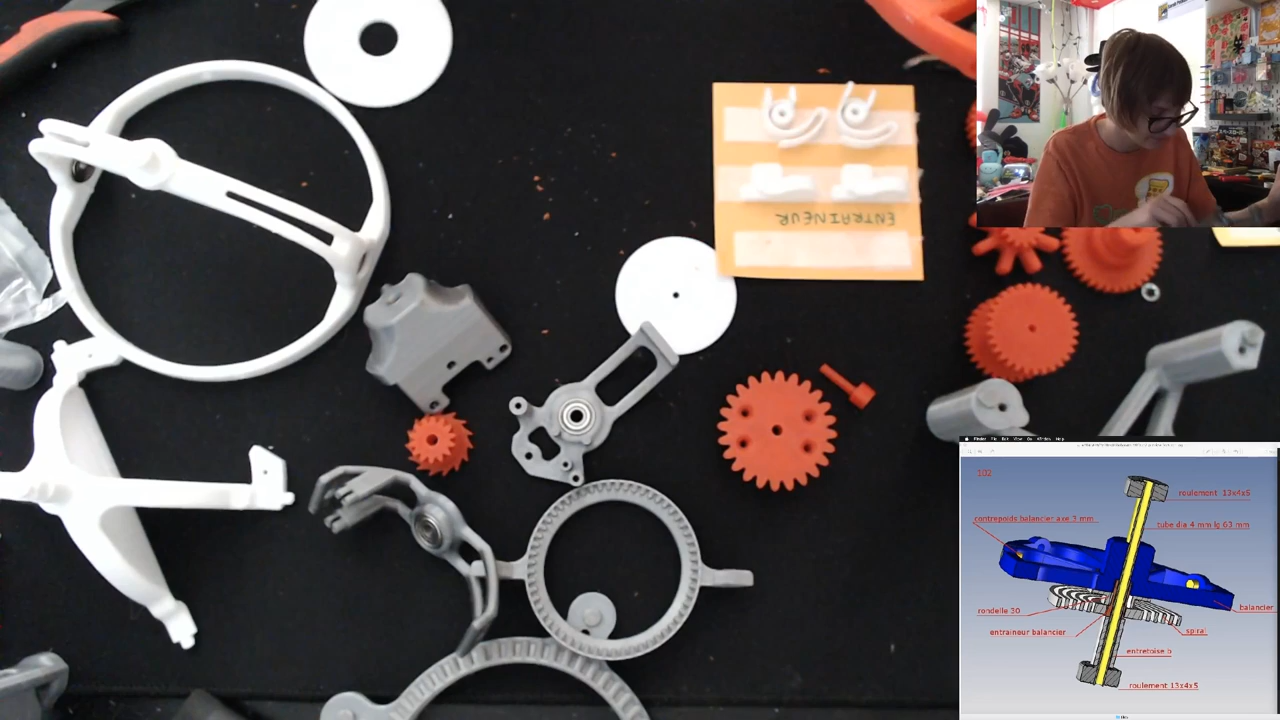 ENTRAINEUR
102
roulement 13x4x5
contrepoids balancier axe 3 mm
tube dia 4 mm lg 63 mm
rondelle 30
balancier
entraineur balancier
spiral
entretoise b
roulement 13x4x5